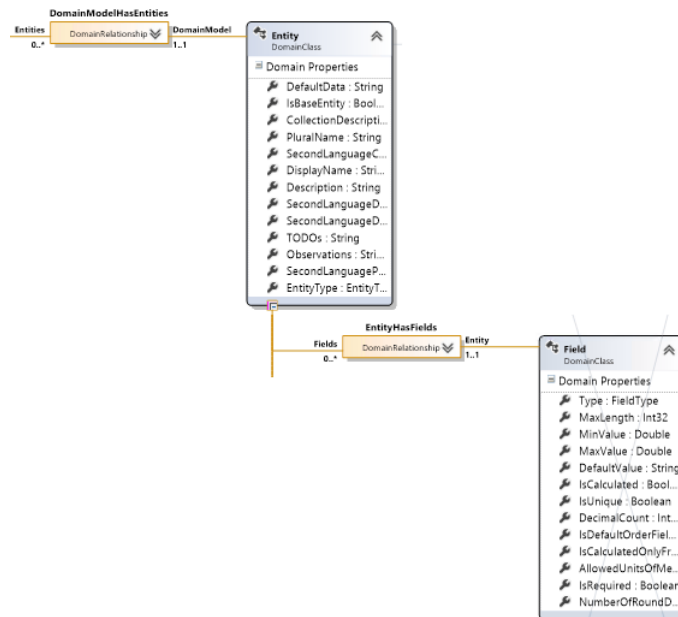 DomainModelHasEntities
Entities
DomainRelationship
DomainModel
0..*
1..1
Entity
DomainClass
Domain Properties
DefaultData : String
IsBaseEntity : Bool...
CollectionDescripti...
PluralName : String
SecondLanguageC...
DisplayName : Stri...
Description : String
SecondLanguageD...
SecondLanguageD...
TODOs : String
Observations : Stri...
SecondLanguageP...
EntityType : EntityT...
EntityHasFields
Fields
DomainRelationship
Entity
0..*
1..1
Field
DomainClass
Domain Properties
Type : FieldType
MaxLength : Int32
MinValue : Double
MaxValue : Double
DefaultValue : String
IsCalculated : Bool...
IsUnique : Boolean
DecimalCount : Int...
IsDefaultOrderFiel...
IsCalculatedOnlyFr...
AllowedUnitsOfMe...
IsRequired : Boolean
NumberOfRoundD...